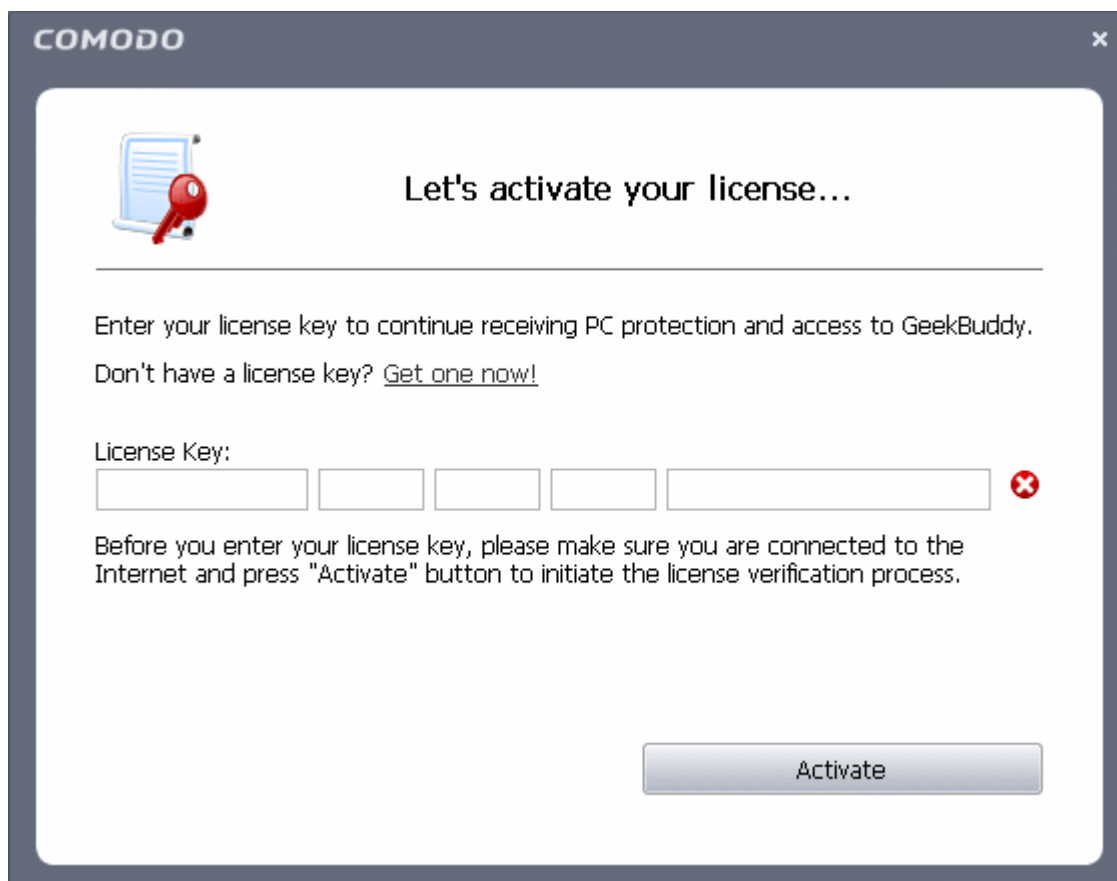 COMODO
Let's activate your license...
Enter your license key to continue receiving PC protection and access to GeekBuddy.
Don't have a license key? Get one now!
License Key:
Before you enter your license key, please make sure you are connected to the
Internet and press "Activate" button to initiate the license verification process.
Activate